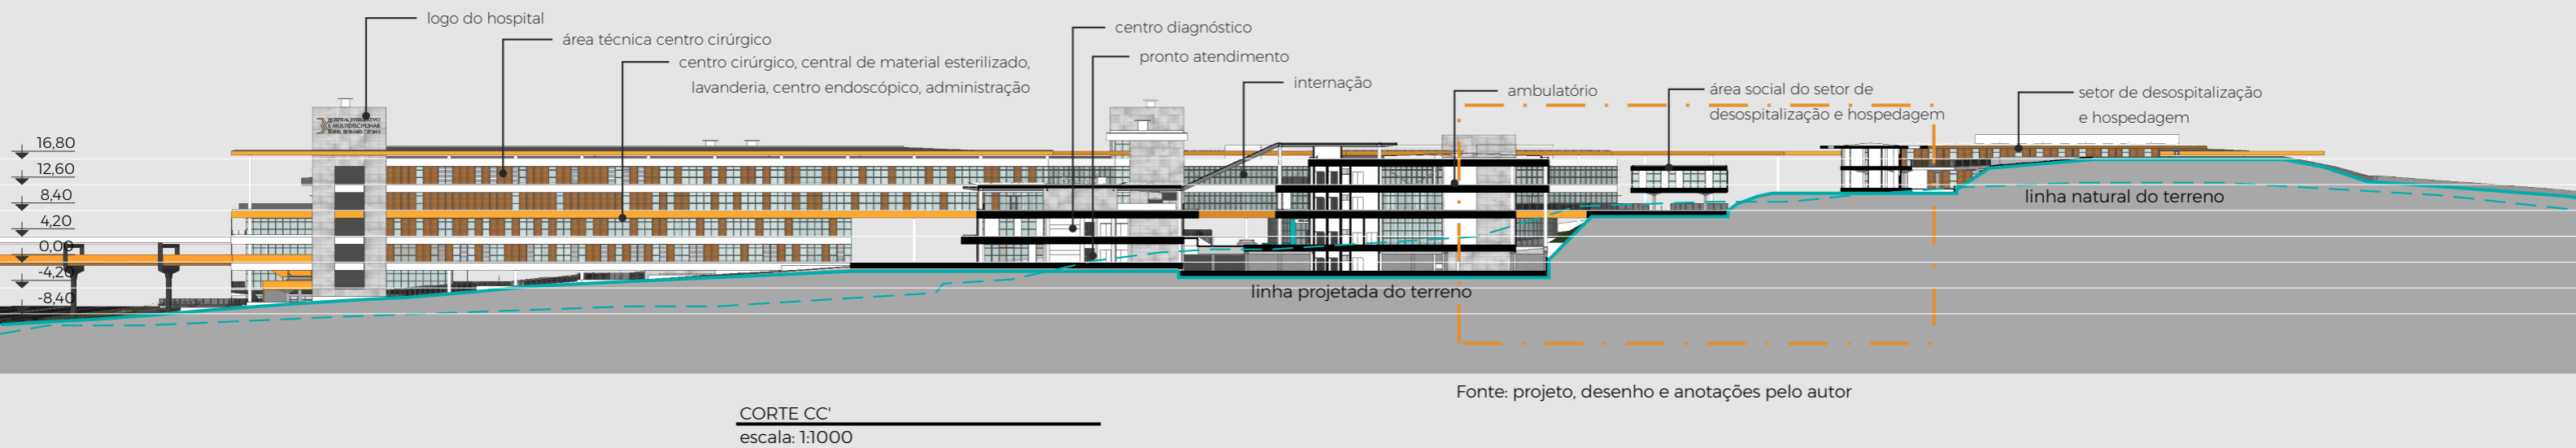 logo do hospital
área técnica centro cirúrgico
centro cirúrgico, central de material esterilizado,
lavanderia, centro endoscópico, administração
centro diagnóstico
pronto atendimento
internação
ambulatório
área social do setor de
desospitalização e hospedagem
setor de desospitalização
e hospedagem
HOSPITAL INTEGRATIVO
E MULTIDISCIPLINAR
16,80
12,60
8,40
4,20
0,00
-4,20
-8,40
linha natural do terreno
linha projetada do terreno
Fonte: projeto, desenho e anotações pelo autor
CORTE CC'
escala: 1:1000